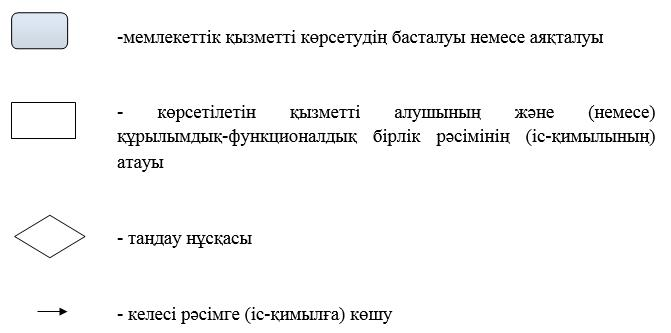 -мемлекеттік қызметті көрсетудің басталуы немесе аяқталуы
- көрсетілетін қызметті алушының және (немесе)
құрылымдық-функционалдық бірлік рәсімінің (іс-қимылының)
атауы
- таңдау нұсқасы
- келесі рәсімге (іс-қимылға) көшу